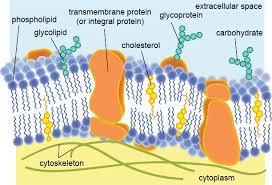 phospholipid
glycolipid
transmembrane protein
(or integral protein)
cholesterol
glycoprotein
extracellular space
carbohydrate
cytoskeleton
cytoplasm